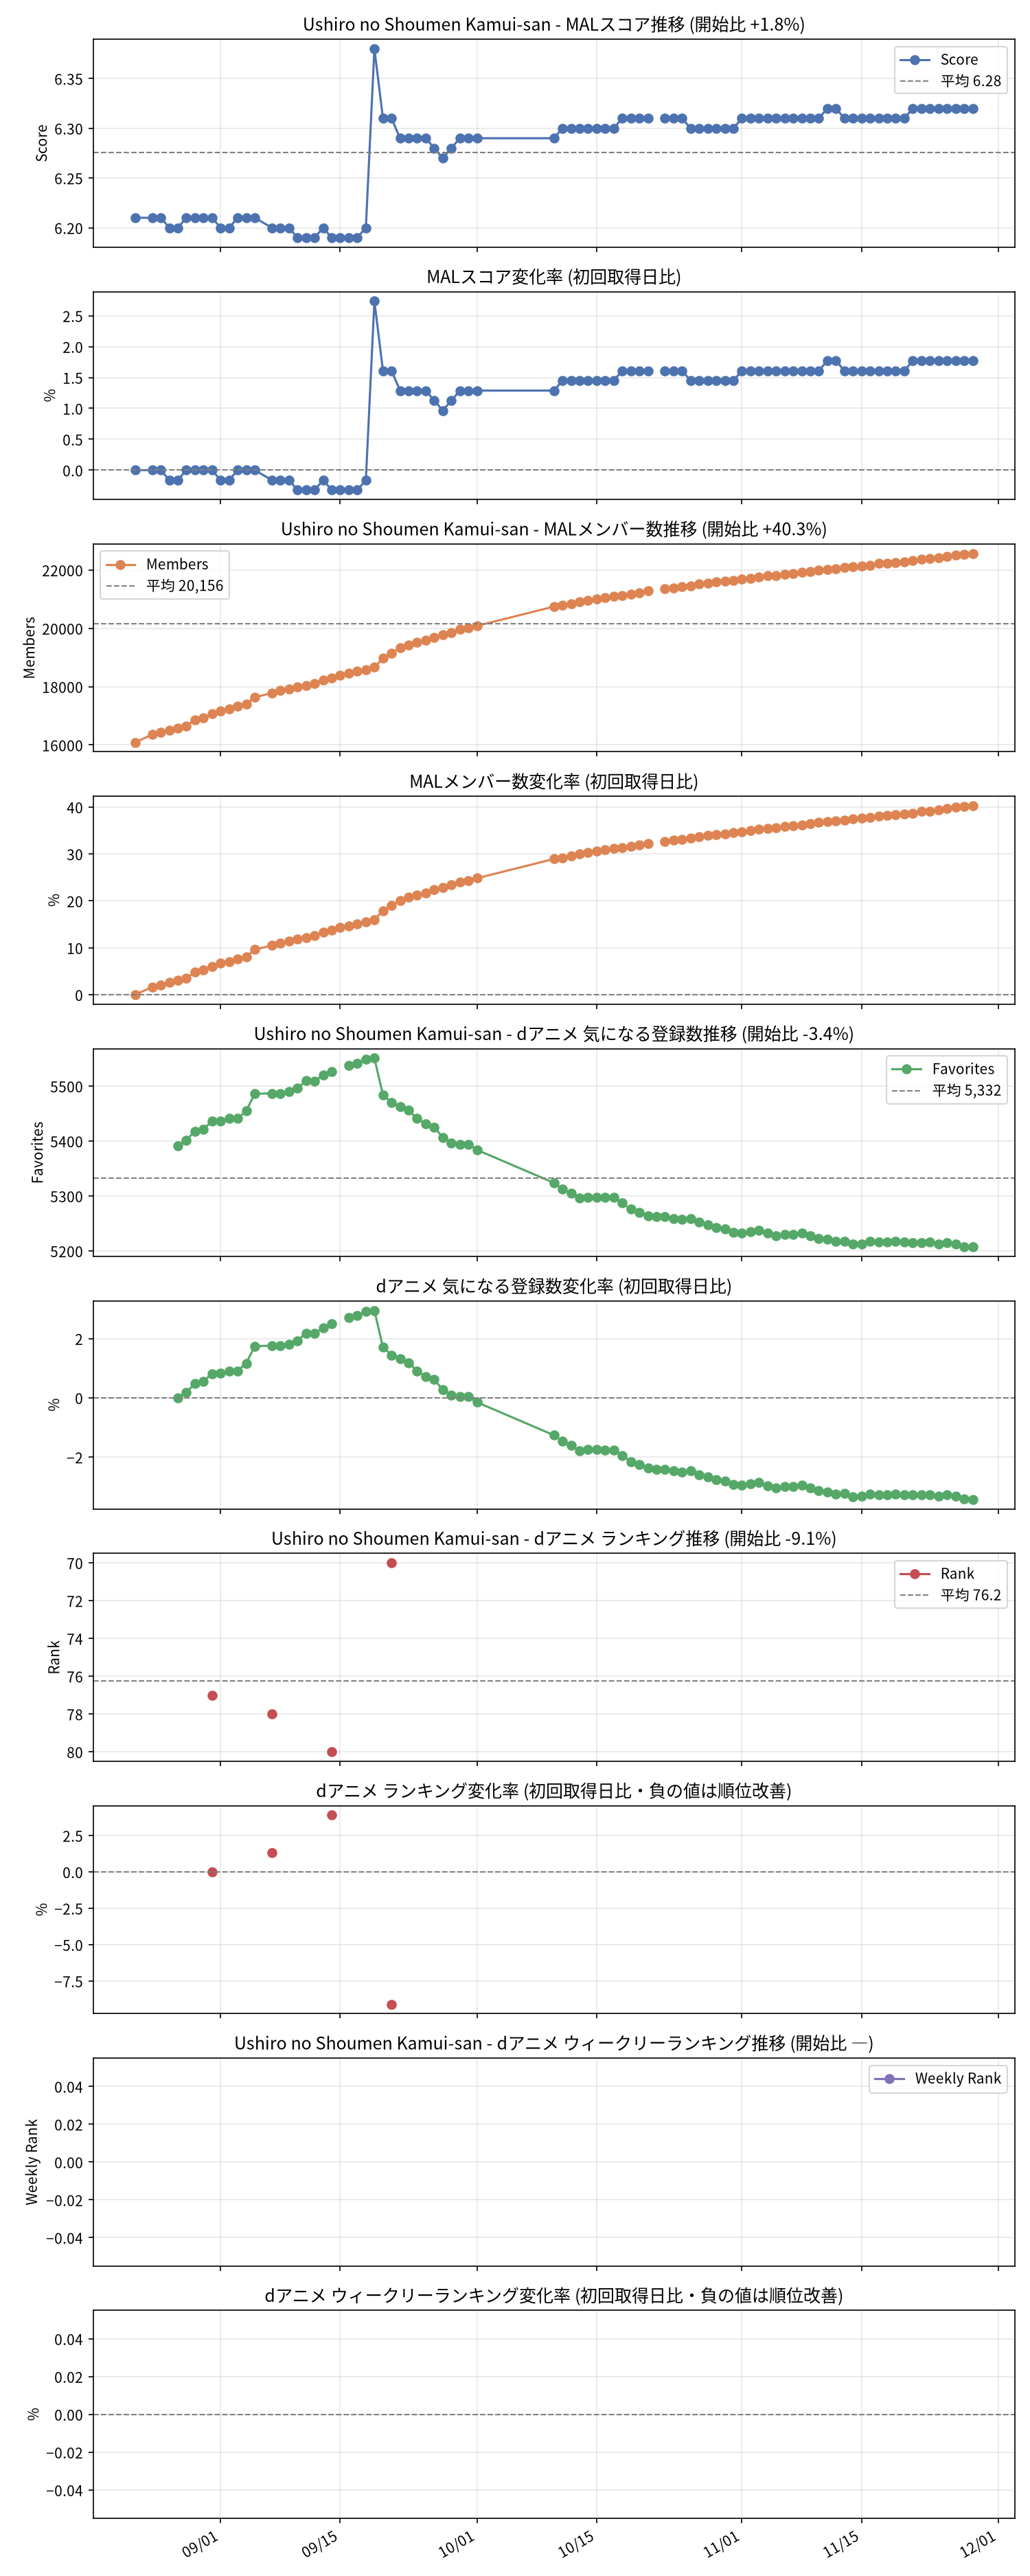 Ushiro no Shoumen Kamui-san - MALスコア推移 (開始比 +1.8%)
Score
6.35
6.30
6.25
6.20
Score
平均 6.28
MALスコア変化率 (初回取得日比)
%
2.5
2.0
1.5
1.0
0.5
0.0
Ushiro no Shoumen Kamui-san - MALメンバー数推移 (開始比 +40.3%)
Members
22000
20000
18000
16000
Members
平均 20,156
MALメンバー数変化率 (初回取得日比)
%
40
30
20
10
0
Ushiro no Shoumen Kamui-san - dアニメ 気になる登録数推移 (開始比 -3.4%)
Favorites
5500
5400
5300
5200
Favorites
平均 5,332
dアニメ 気になる登録数変化率 (初回取得日比)
%
2
0
−2
Ushiro no Shoumen Kamui-san - dアニメ ランキング推移 (開始比 -9.1%)
Rank
70
72
74
76
78
80
Rank
平均 76.2
dアニメ ランキング変化率 (初回取得日比・負の値は順位改善)
%
2.5
0.0
−2.5
−5.0
−7.5
Ushiro no Shoumen Kamui-san - dアニメ ウィークリーランキング推移 (開始比 —)
Weekly Rank
0.04
0.02
0.00
−0.02
−0.04
Weekly Rank
dアニメ ウィークリーランキング変化率 (初回取得日比・負の値は順位改善)
%
0.04
0.02
0.00
−0.02
−0.04
09/01
09/15
10/01
10/15
11/01
11/15
12/01